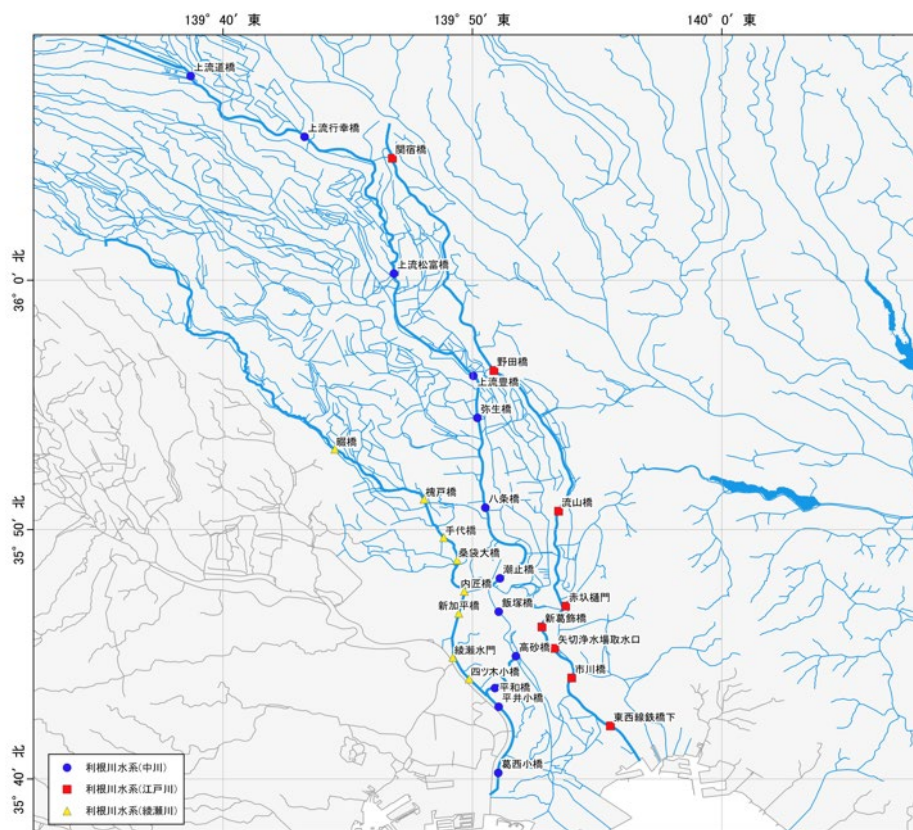 139° 40′ 東
139° 50′ 東
140° 0′ 東
上流道橋
上流行幸橋
関宿橋
上流松富橋
36° 0′ 北
野田橋
上流豊橋
弥生橋
畷橋
槐戸橋
八条橋
流山橋
35° 50′ 北
手代橋
桑袋大橋
潮止橋
内匠橋
新加平橋
飯塚橋
赤圦樋門
新葛飾橋
矢切浄水場取水口
高砂橋
綾瀬水門
四ツ木小橋
市川橋
平和橋
平井小橋
東西線鉄橋下
葛西小橋
35° 40′ 北
利根川水系(中川)
利根川水系(江戸川)
利根川水系(綾瀬川)